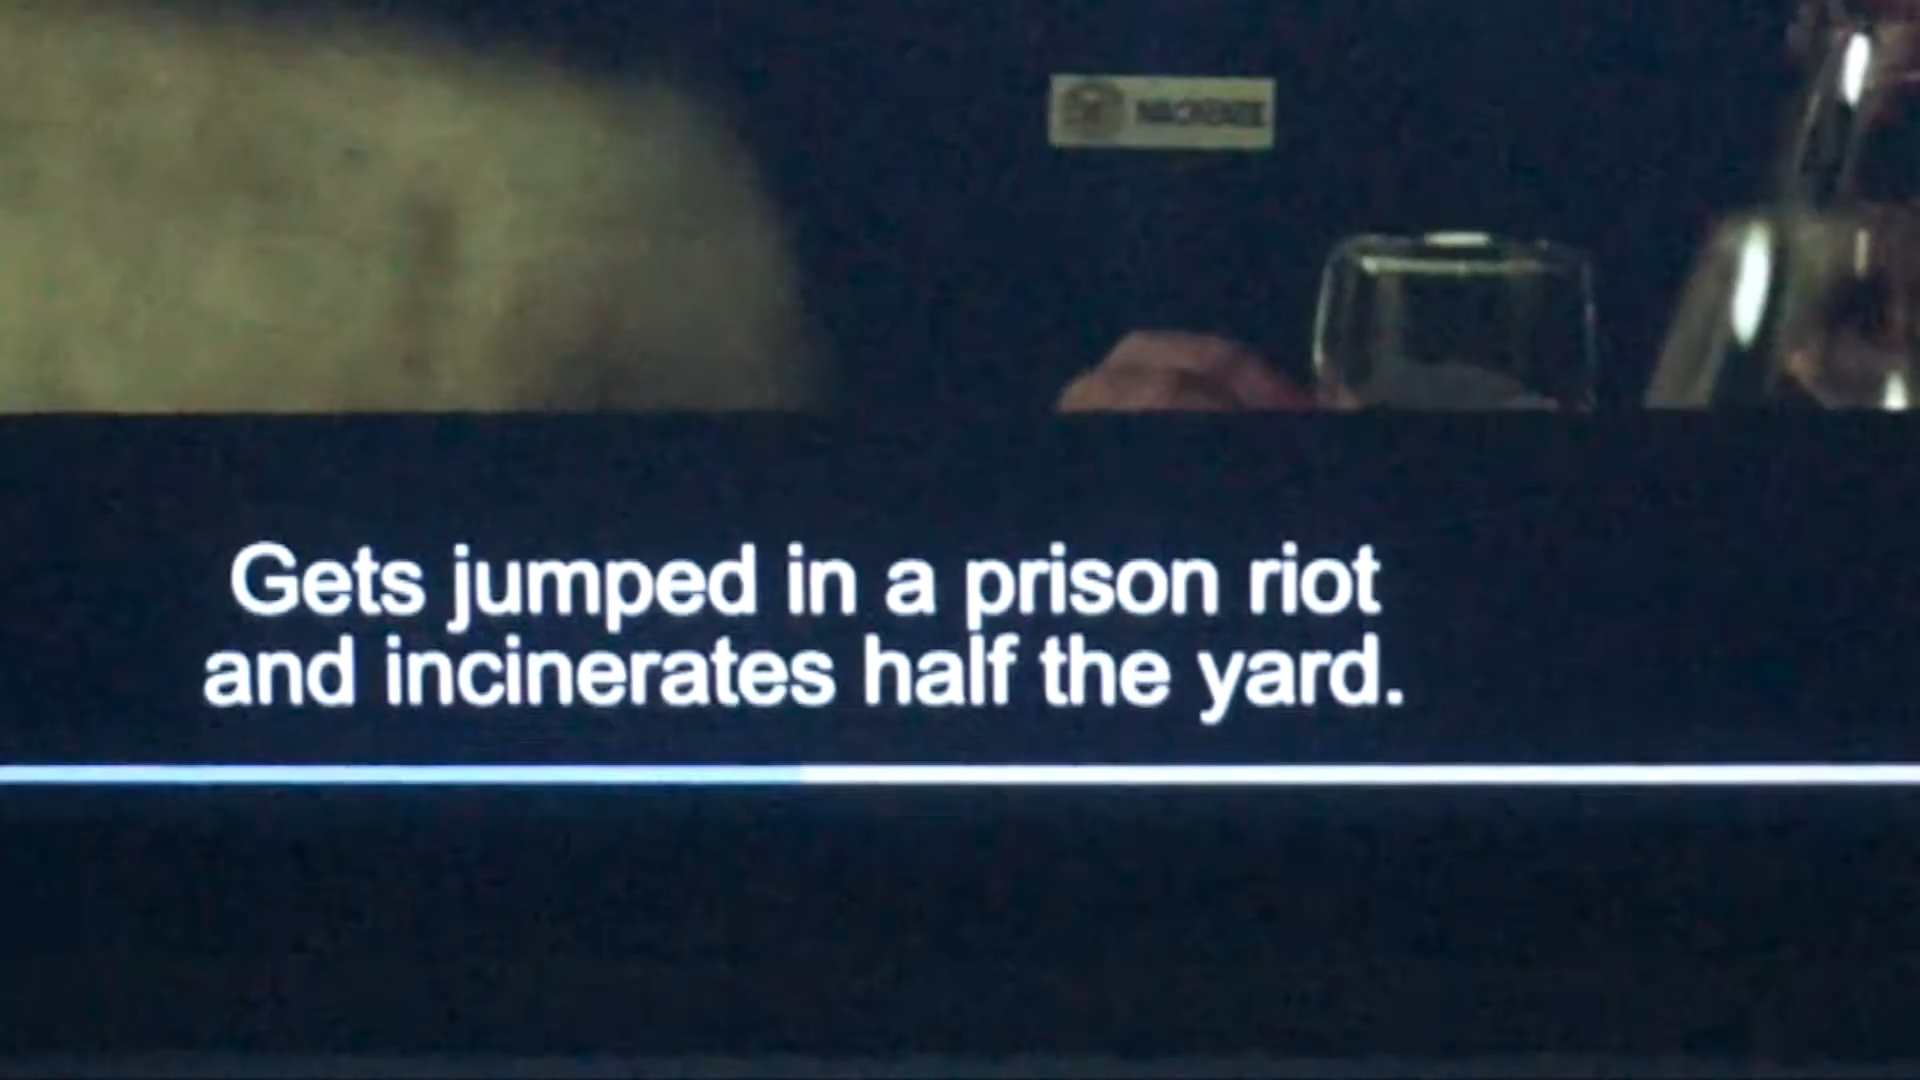 Gets jumped in a prison riot
and incinerates half the yard.